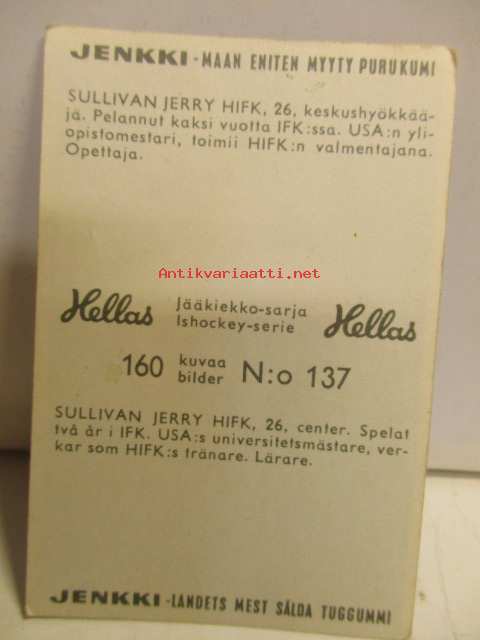 JENKKI - MAAN ENITEN MYYTY PURUKUMI
SULLIVAN JERRY HIFK, 26, keskushyökkää-
jä. Pelannut kaksi vuotta IFK:ssa. USA:n yli-
opistomestari, toimii HIFK:n valmentajana.
Opettaja.
Antikvariaatti.net
Hellas Jääkiekko-sarja Hellas
Ishockey-serie
160 kuvaa N:o 137
bilder
SULLIVAN JERRY HIFK, 26, center. Spelat
två år i IFK. USA:s universitetsmästare, ver-
kar som HIFK:s tränare. Lärare.
JENKKI - LANDETS MEST SÅLDA TUGGUMMI